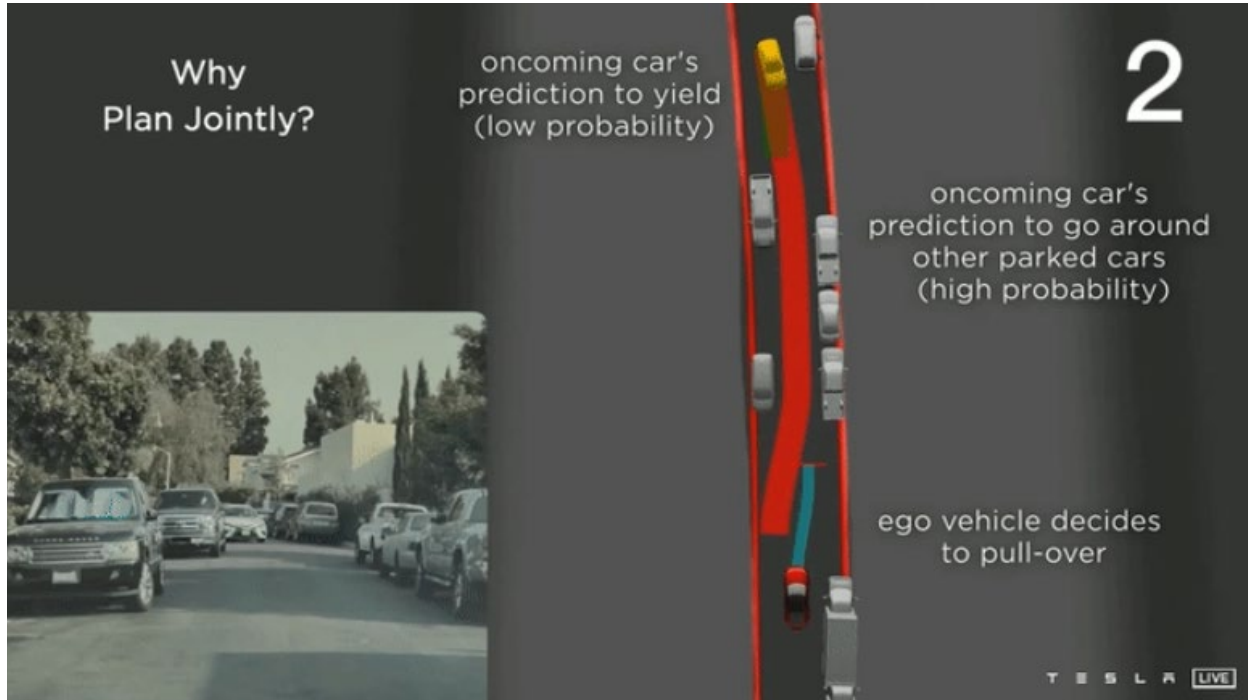 Why
Plan Jointly?
oncoming car's
prediction to yield
(low probability)
2
oncoming car's
prediction to go around
other parked cars
(high probability)
ego vehicle decides
to pull-over
TESLA LIVE